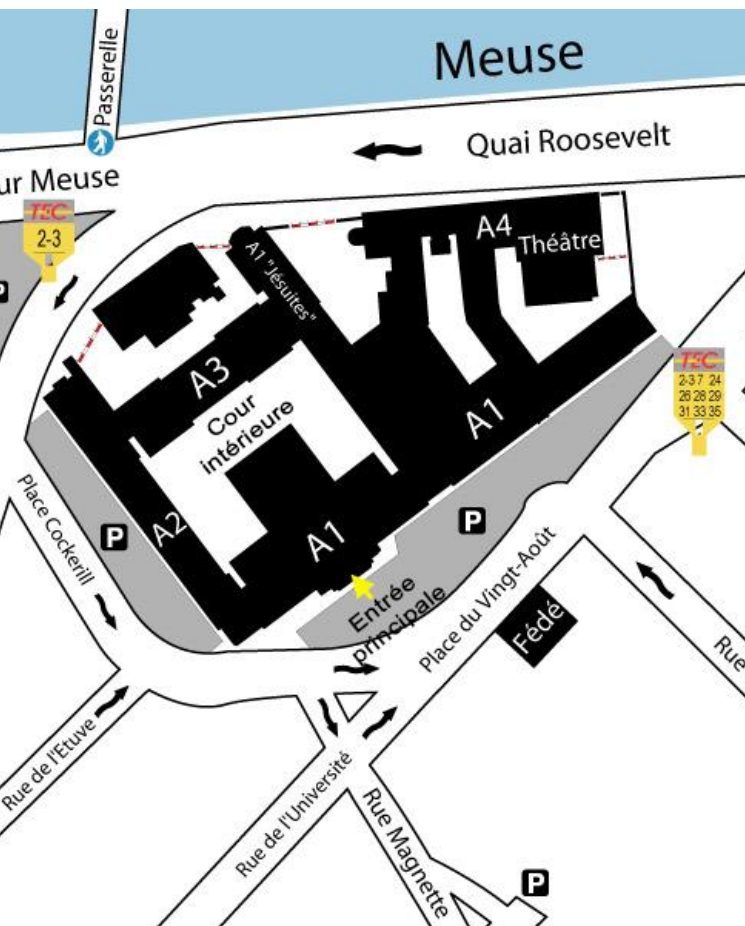 Meuse
Passerelle
Quai Roosevelt
ur Meuse
TEC
2-3
A4
Théâtre
A1 "Jésuites"
A3
Cour
intérieure
A1
TEC
2-37 24
26 28 29
31 33 35
P
A2
A1
P
Place Cockerill
Entrée
principale
Place du Vingt-Août
Fédé
Rue
Rue de l'Etuve
Rue de l'Université
Rue Magnette
P